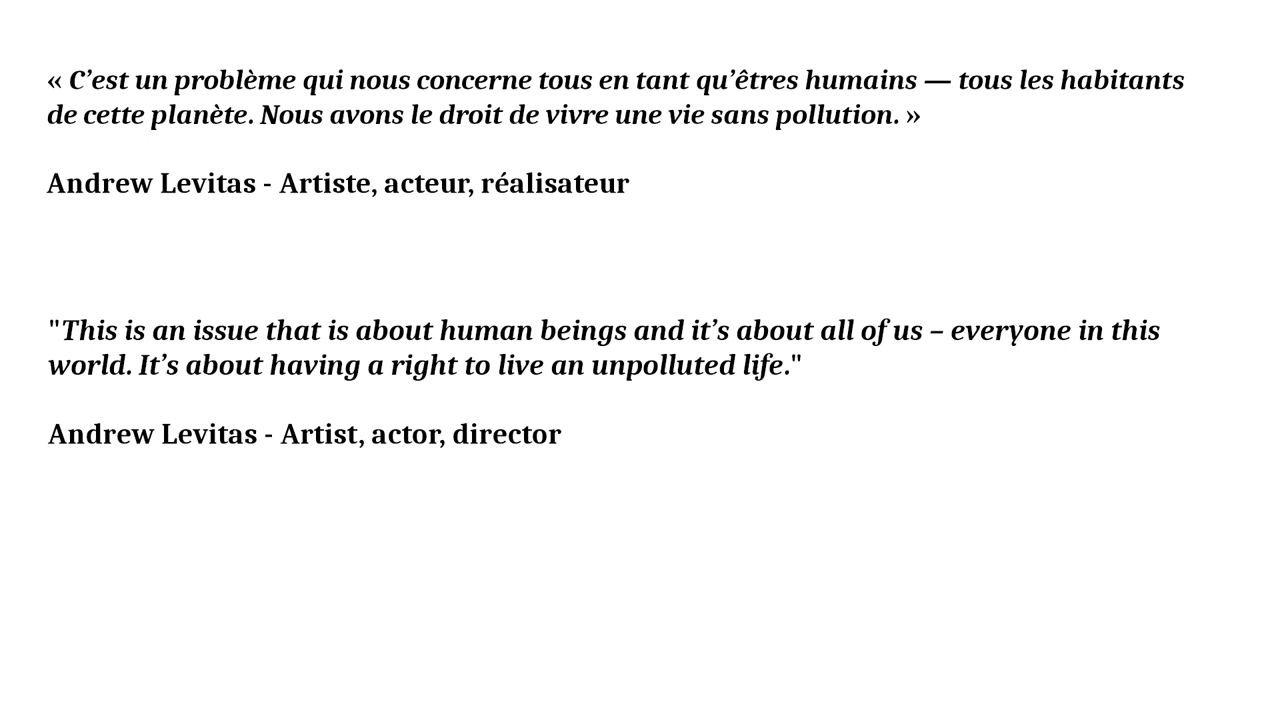 « C’est un problème qui nous concerne tous en tant qu’êtres humains — tous les habitants
de cette planète. Nous avons le droit de vivre une vie sans pollution. »
Andrew Levitas - Artiste, acteur, réalisateur
"This is an issue that is about human beings and it’s about all of us – everyone in this
world. It’s about having a right to live an unpolluted life."
Andrew Levitas - Artist, actor, director